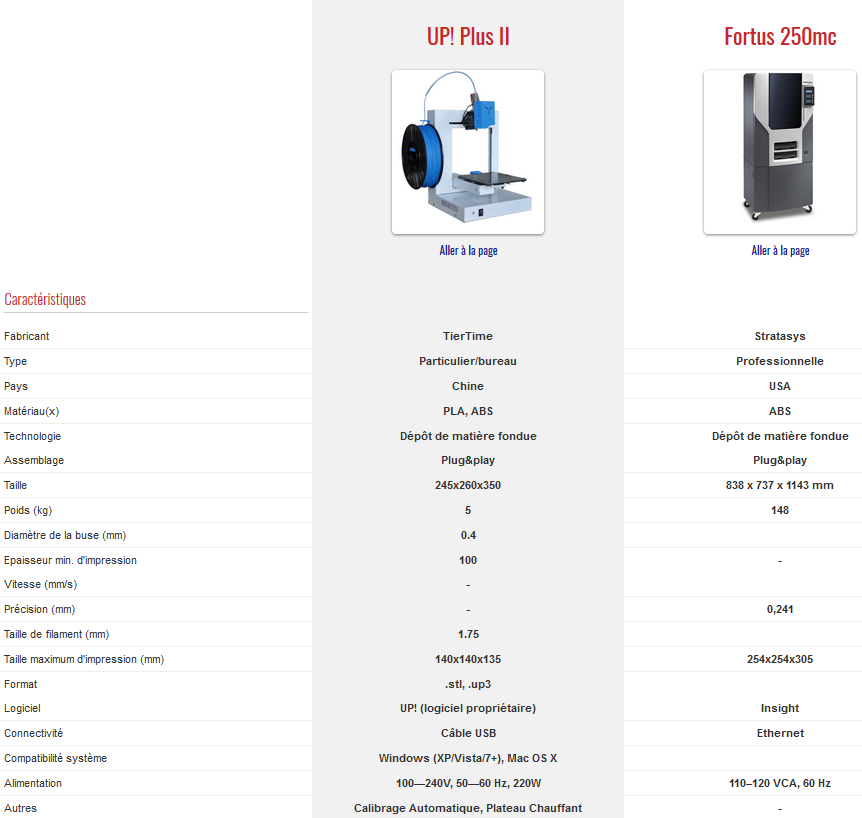 UP! Plus II Fortus 250mc
Aller à la page Aller à la page
Caractéristiques
Fabricant TierTime Stratasys
Type Particulier/bureau Professionnelle
Pays Chine USA
Matériau(x) PLA, ABS ABS
Technologie Dépôt de matière fondue Dépôt de matière fondue
Assemblage Plug&play Plug&play
Taille 245x260x350 838 x 737 x 1143 mm
Poids (kg) 5 148
Diamètre de la buse (mm) 0.4
Epaisseur min. d'impression 100 -
Vitesse (mm/s) -
Précision (mm) - 0,241
Taille de filament (mm) 1.75
Taille maximum d'impression (mm) 140x140x135 254x254x305
Format .stl, .up3
Logiciel UP! (logiciel propriétaire) Insight
Connectivité Câble USB Ethernet
Compatibilité système Windows (XP/Vista/7+), Mac OS X
Alimentation 100—240V, 50—60 Hz, 220W 110–120 VCA, 60 Hz
Autres Calibrage Automatique, Plateau Chauffant -